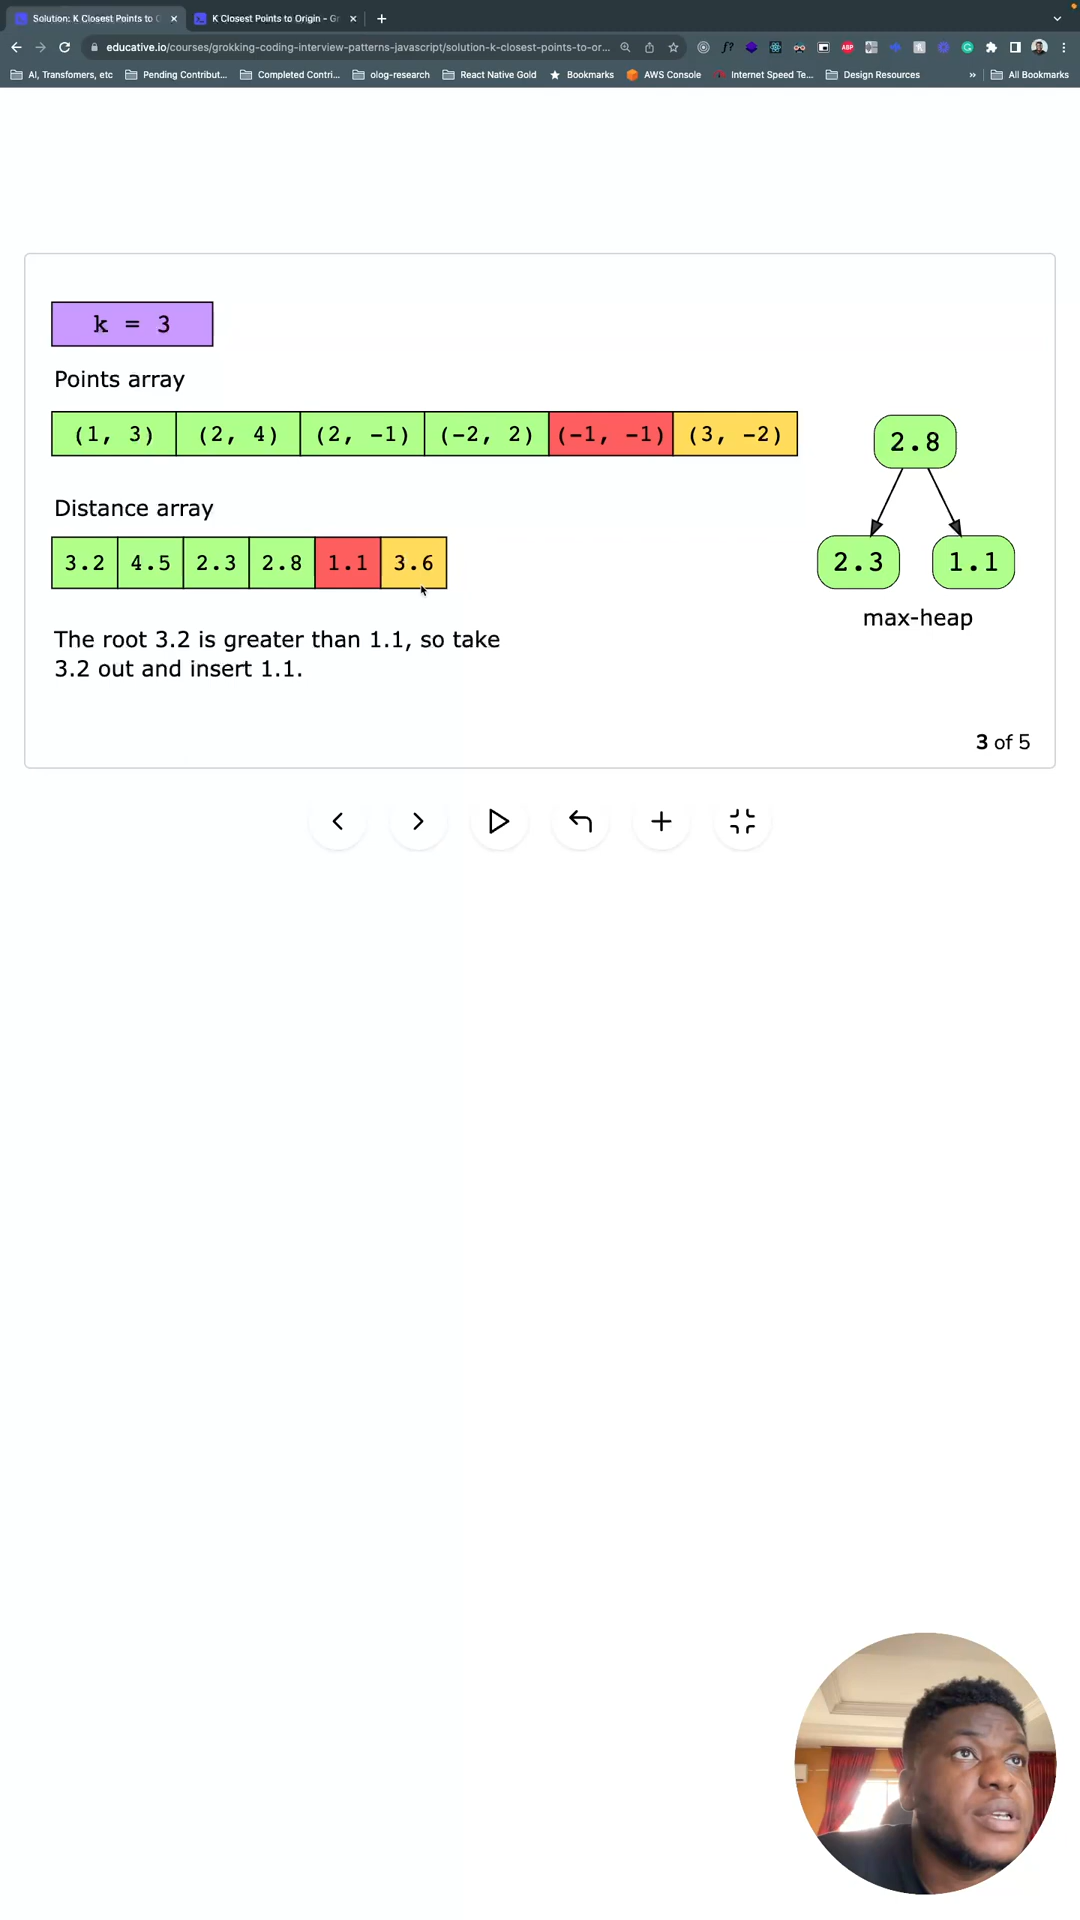 Solution: K Closest Points to O
K Closest Points to Origin - Gr
educative.io/courses/grokking-coding-interview-patterns-javascript/solution-k-closest-points-to-or...
f?
ABP
AI, Transfomers, etc
Pending Contribut...
Completed Contri...
olog-research
React Native Gold
Bookmarks
AWS Console
Internet Speed Te...
Design Resources
»
All Bookmarks
k = 3
Points array
(1, 3) (2, 4) (2, -1) (-2, 2) (-1, -1) (3, -2)
Distance array
3.2 4.5 2.3 2.8 1.1 3.6
The root 3.2 is greater than 1.1, so take
3.2 out and insert 1.1.
2.8
2.3 1.1
max-heap
3 of 5